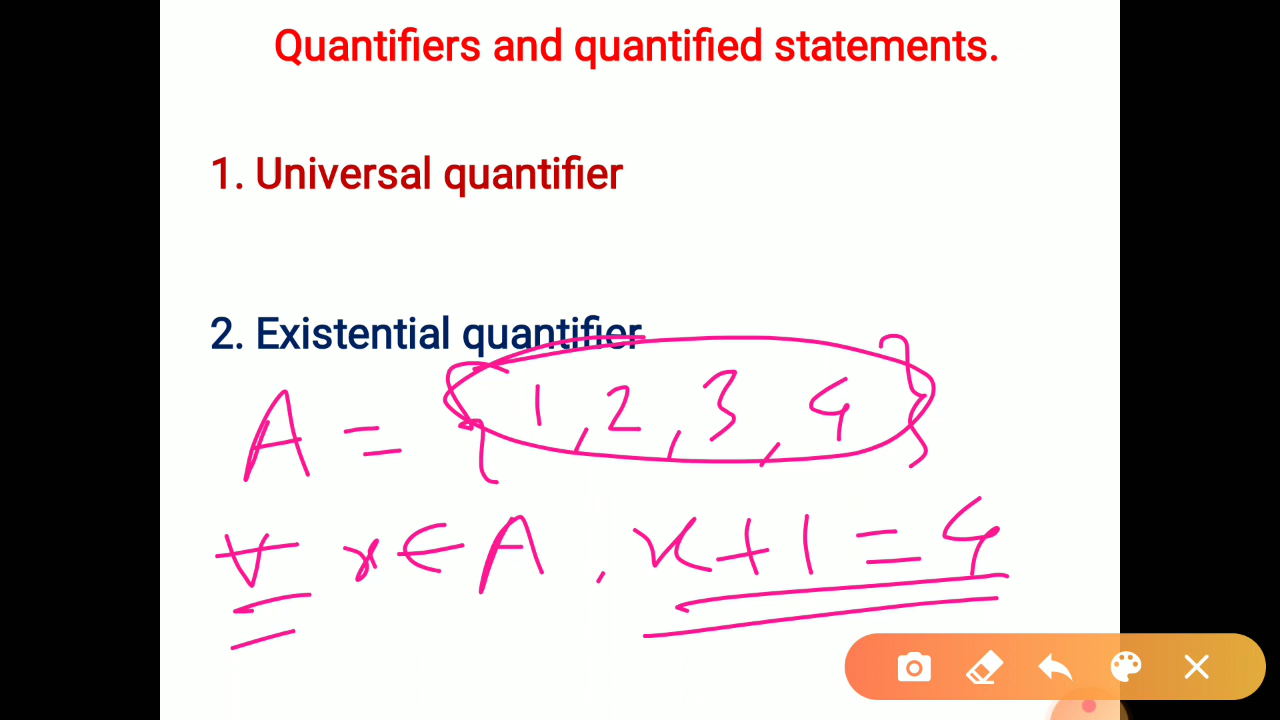 Quantifiers and quantified statements.
1. Universal quantifier
2. Existential quantifier
A = {1, 2, 3, 4}
∀ x ∈ A, x + 1 = 4